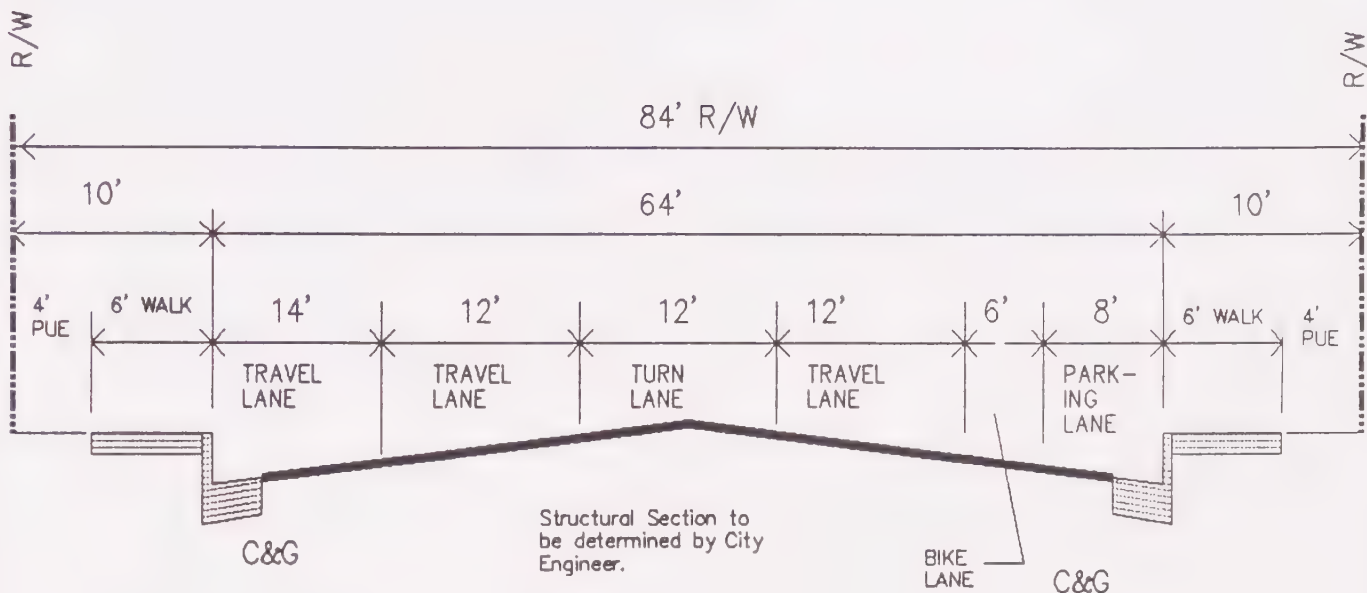 R/W
R/W
84' R/W
10'
64'
10'
4'
PUE
6' WALK
14'
12'
12'
12'
6'
8'
6' WALK
4'
PUE
TRAVEL
LANE
TRAVEL
LANE
TURN
LANE
TRAVEL
LANE
PARK-
ING
LANE
C&G
Structural Section to
be determined by City
Engineer.
BIKE
LANE
C&G